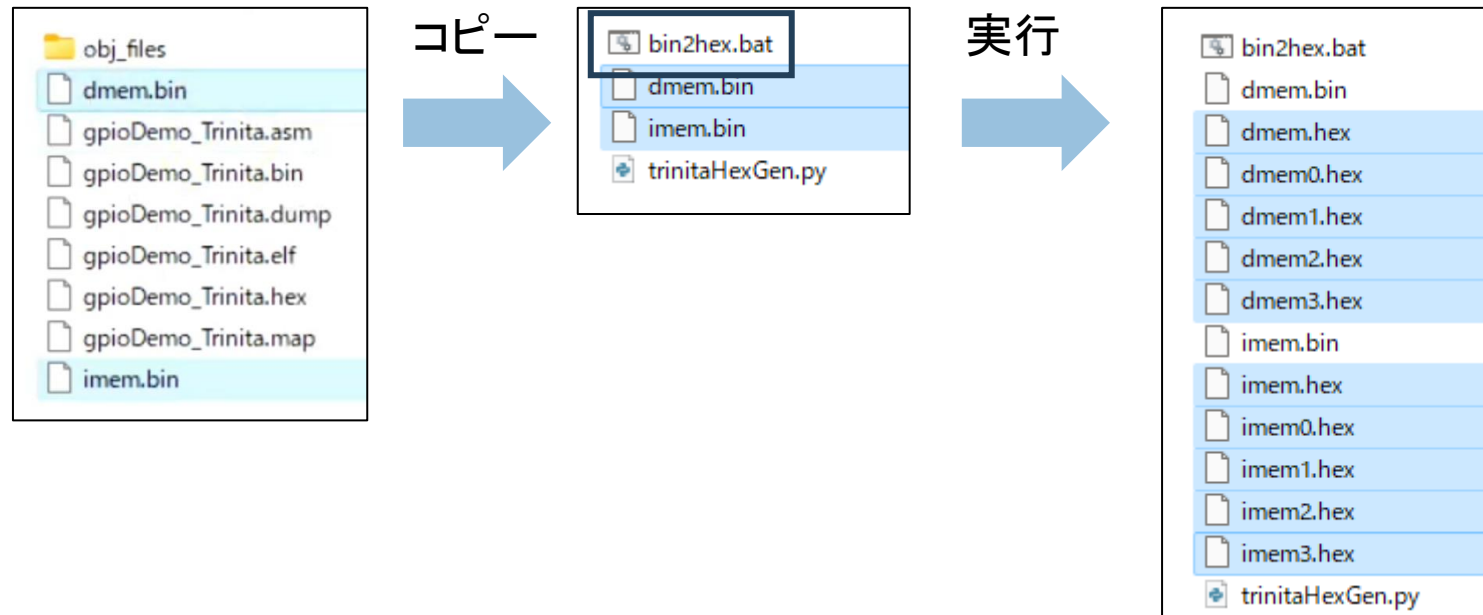 obj_files
dmem.bin
gpioDemo_Trinita.asm
gpioDemo_Trinita.bin
gpioDemo_Trinita.dump
gpioDemo_Trinita.elf
gpioDemo_Trinita.hex
gpioDemo_Trinita.map
imem.bin
コピー
bin2hex.bat
dmem.bin
imem.bin
trinitaHexGen.py
実行
bin2hex.bat
dmem.bin
dmem.hex
dmem0.hex
dmem1.hex
dmem2.hex
dmem3.hex
imem.bin
imem.hex
imem0.hex
imem1.hex
imem2.hex
imem3.hex
trinitaHexGen.py